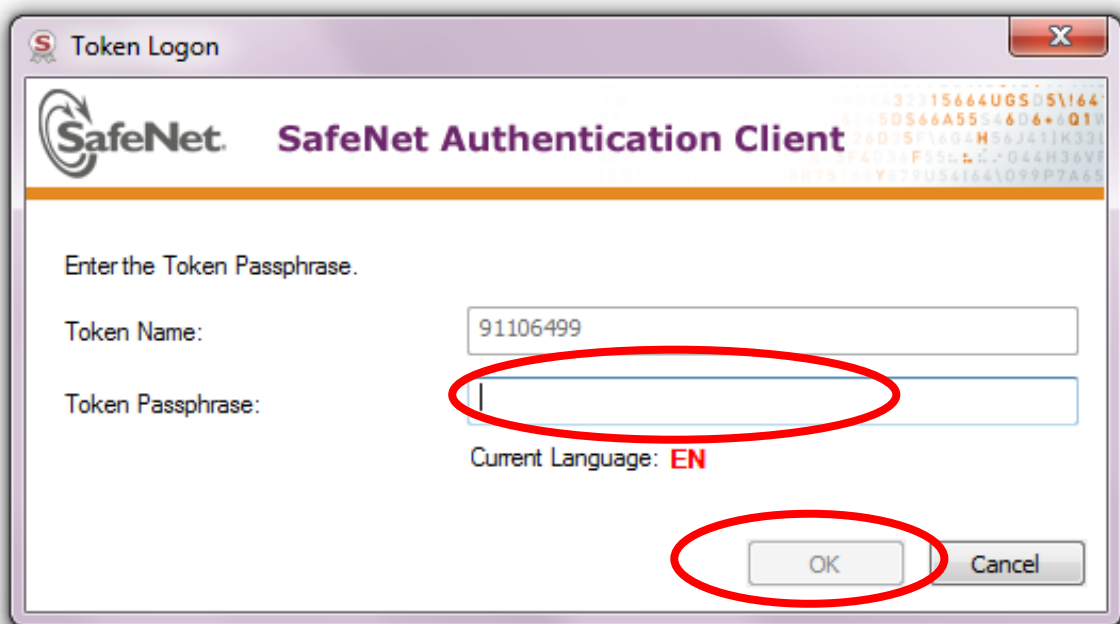 Token Logon
SafeNet. SafeNet Authentication Client
Enter the Token Passphrase.
Token Name: 91106499
Token Passphrase:
Current Language: EN
OK Cancel